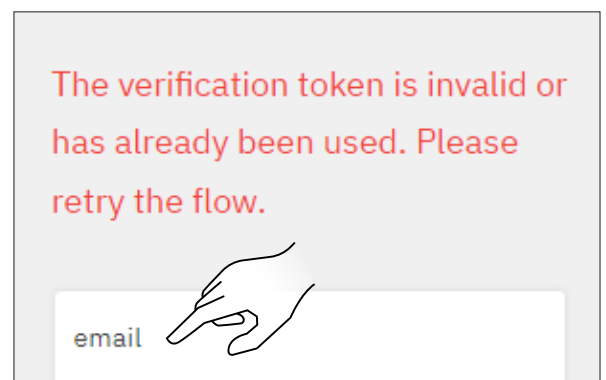 The verification token is invalid or
has already been used. Please
retry the flow.
email